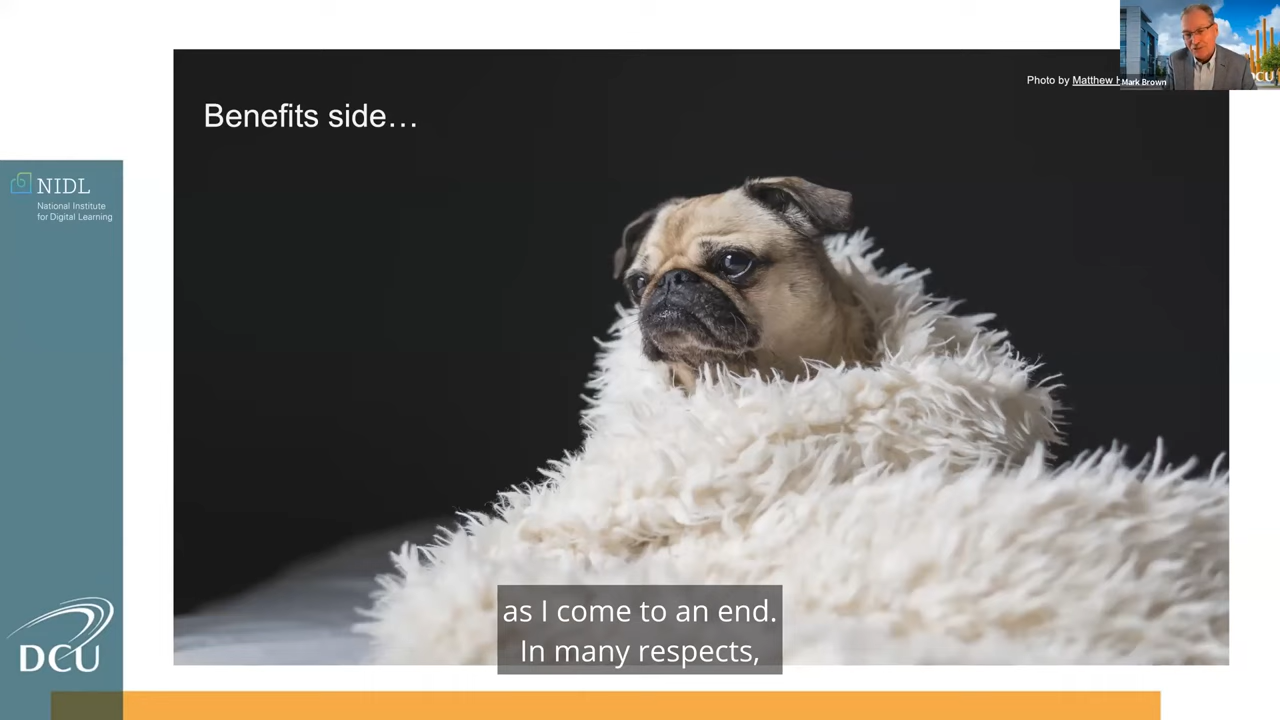 Photo by Matthew
Mark Brown
DCU
Benefits side…
NIDL
National Institute
for Digital Learning
as I come to an end.
In many respects,
DCU